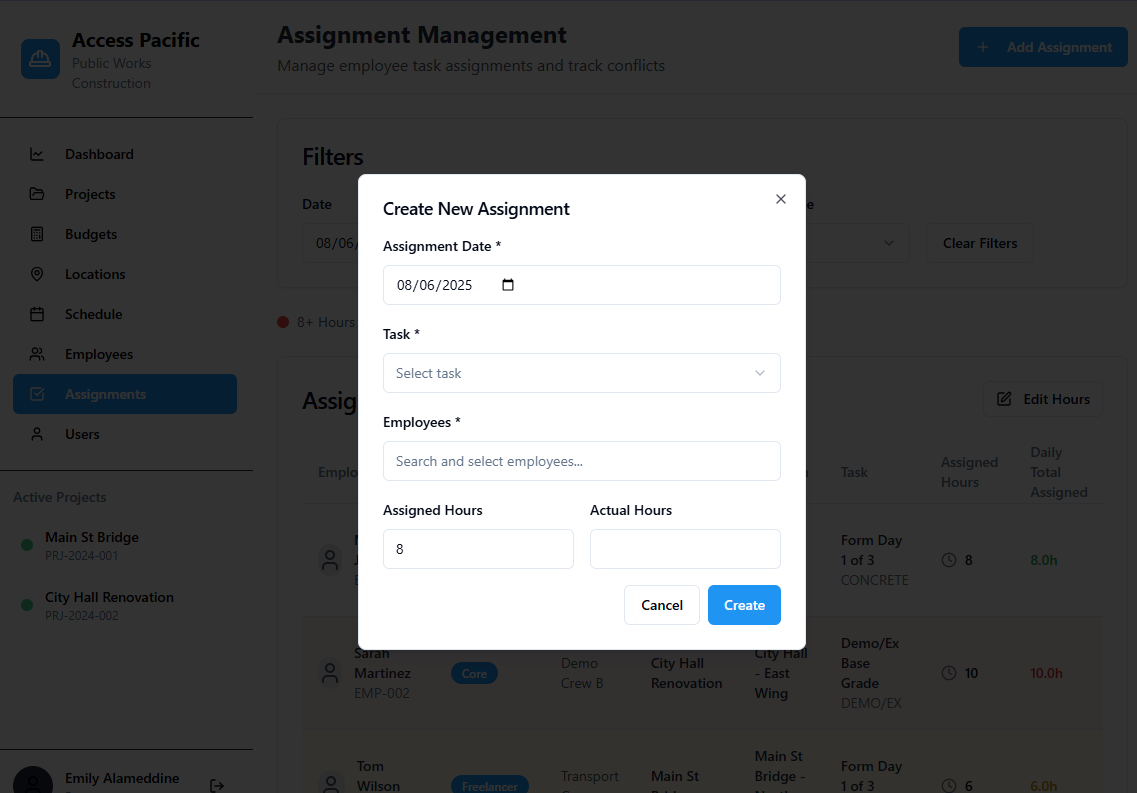 Access Pacific
Public Works
Construction
Dashboard
Projects
Budgets
Locations
Schedule
Employees
Assignments
Users
Active Projects
Main St Bridge
PRJ-2024-001
City Hall Renovation
PRJ-2024-002
Emily Alameddine
Assignment Management
Manage employee task assignments and track conflicts
Add Assignment
Filters
Date
08/06/
Clear Filters
8+ Hours
Edit Hours
Create New Assignment
Assignment Date *
08/06/2025
Task *
Select task
Employees *
Search and select employees...
Assigned Hours
Actual Hours
8
Cancel
Create
Task
Assigned
Hours
Daily
Total
Assigned
Form Day
1 of 3
CONCRETE
8
8.0h
Sarah
Martinez
EMP-002
Core
Demo
Crew B
City Hall
Renovation
City Hall
- East
Wing
Demo/Ex
Base
Grade
DEMO/EX
10
10.0h
Tom
Wilson
Freelancer
Transport
Main St
Main St
Bridge -
Form Day
1 of 3
6
6.0h